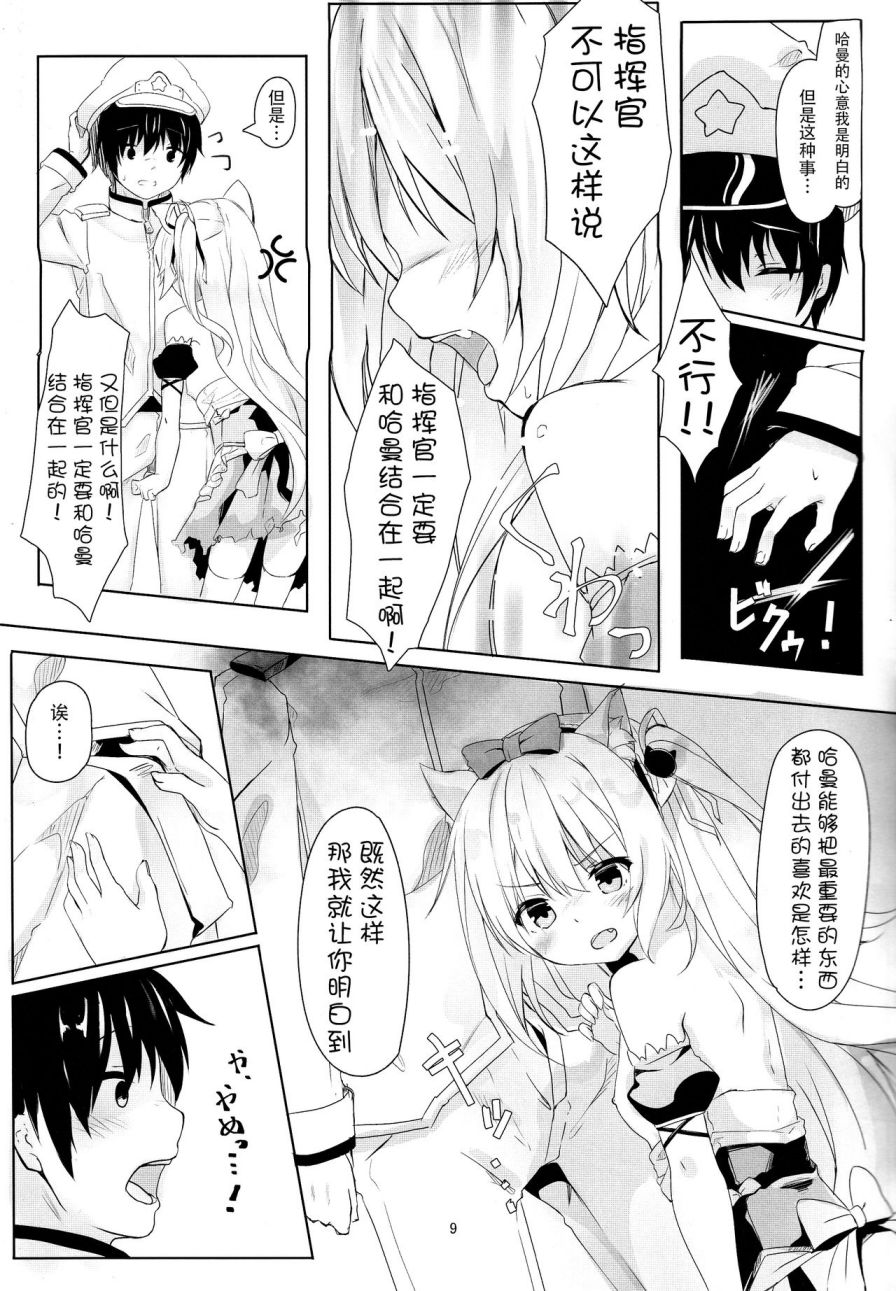 哈曼的心意我是明白的
但是这种事…
不行!!
ビクゥ!
指挥官
不可以这样说
指挥官一定要
和哈曼结合在一起啊!
わっ
但是…
又但是什么啊!
指挥官一定要和哈曼
结合在一起的!
哈曼能够把最重要的东西
都付出去的喜欢是怎样…
既然这样
那我就让你明白到
诶…!
や、やめっ…!
9